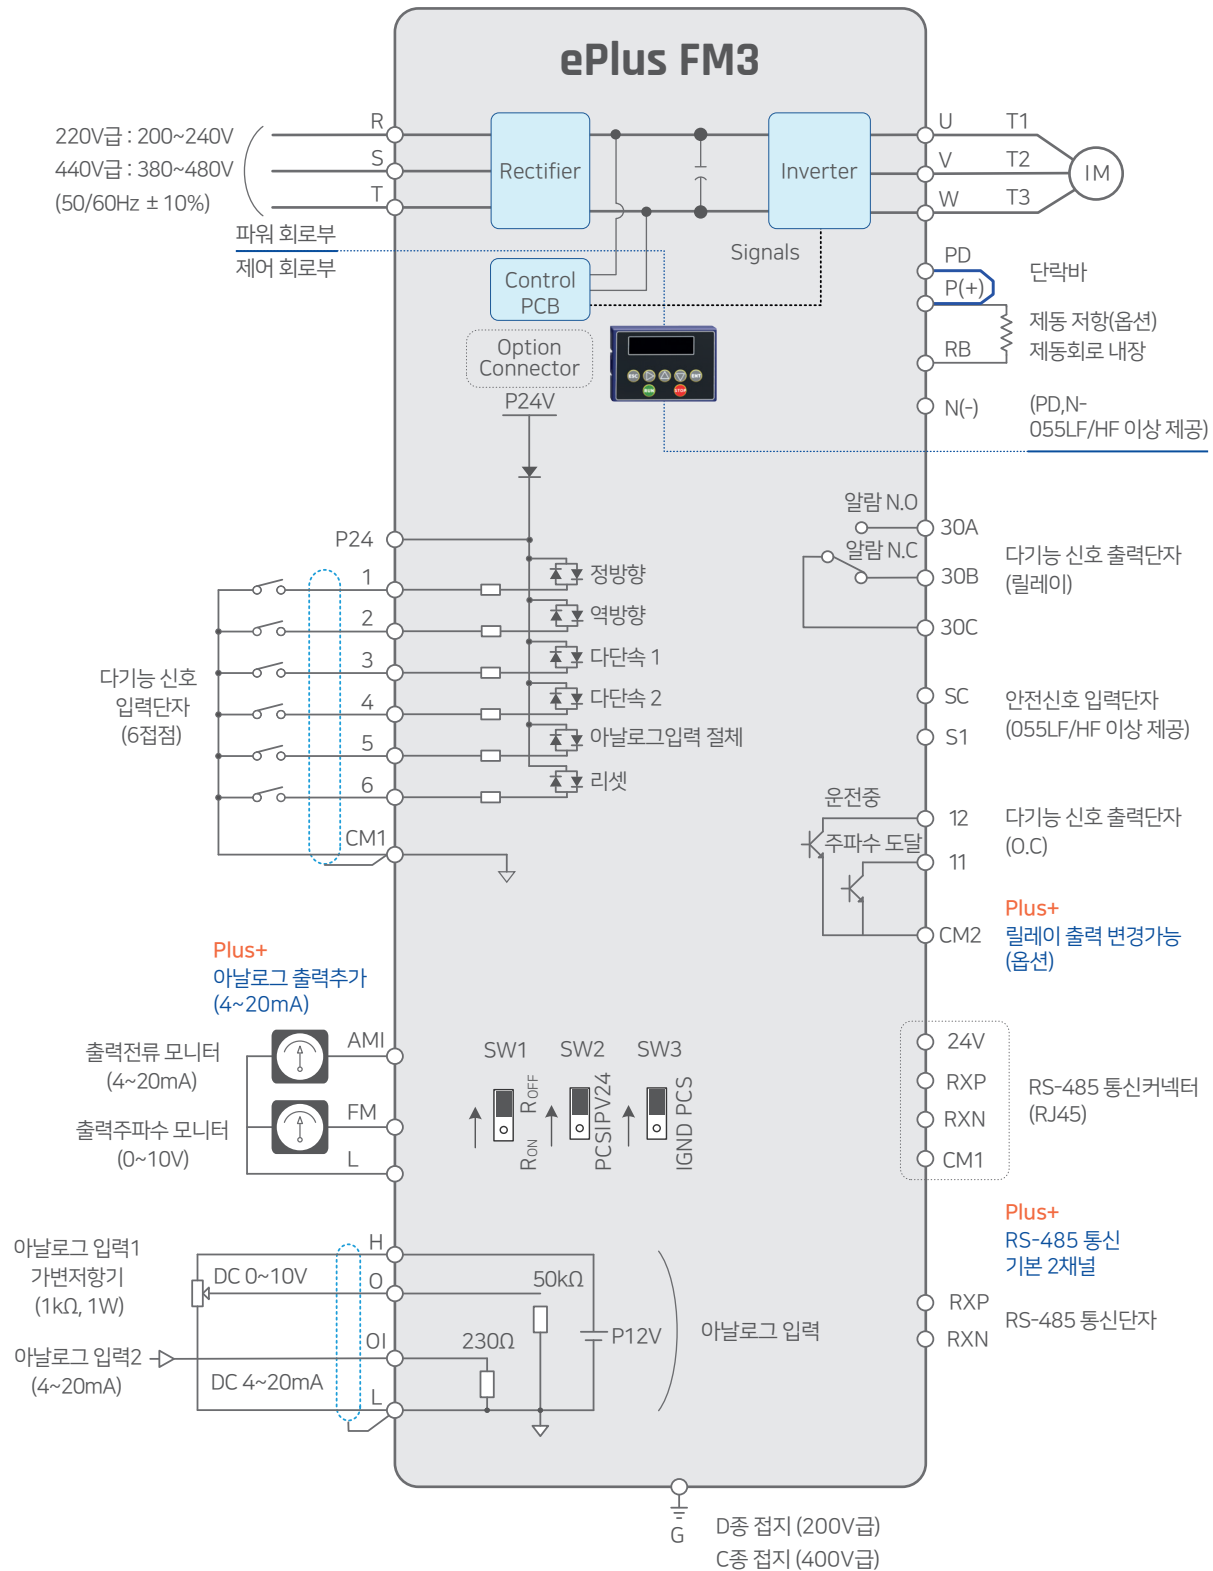 ePlus FM3
220V급 : 200~240V
440V급 : 380~480V
(50/60Hz ± 10%)
R
S
T
Rectifier
Inverter
U
V
W
T1
T2
T3
IM
파워 회로부
제어 회로부
Signals
Control
PCB
Option
Connector
P24V
ESC
ENT
RUN
STOP
PD
P(+)
RB
N(-)
단락바
제동 저항(옵션)
제동회로 내장
(PD,N-
055LF/HF 이상 제공)
P24
1
2
3
4
5
6
CM1
다기능 신호
입력단자
(6접점)
정방향
역방향
다단속 1
다단속 2
아날로그입력 절체
리셋
알람 N.O
알람 N.C
30A
30B
30C
다기능 신호 출력단자
(릴레이)
SC
S1
안전신호 입력단자
(055LF/HF 이상 제공)
운전중
주파수 도달
12
11
CM2
다기능 신호 출력단자
(O.C)
Plus+
릴레이 출력 변경가능
(옵션)
Plus+
아날로그 출력추가
(4~20mA)
출력전류 모니터
(4~20mA)
출력주파수 모니터
(0~10V)
AMI
FM
L
SW1
SW2
SW3
RON ROFF
PCSIPV24
IGND PCS
24V
RXP
RXN
CM1
RS-485 통신커넥터
(RJ45)
Plus+
RS-485 통신
기본 2채널
RXP
RXN
RS-485 통신단자
아날로그 입력1
가변저항기
(1kΩ, 1W)
아날로그 입력2
(4~20mA)
DC 0~10V
DC 4~20mA
H
O
OI
L
50kΩ
230Ω
P12V
아날로그 입력
G
D종 접지 (200V급)
C종 접지 (400V급)